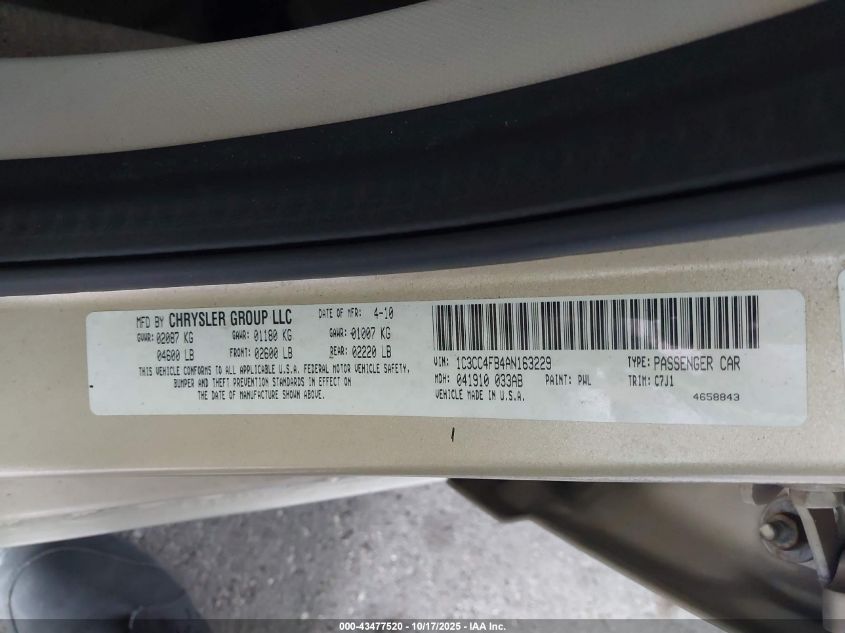 MFD BY CHRYSLER GROUP LLC DATE OF MFR: 4-10
GVWR: 02087 KG GAWR: 01180 KG GAWR: 01007 KG
04600 LB FRONT: 02600 LB REAR: 02220 LB
THIS VEHICLE CONFORMS TO ALL APPLICABLE U.S.A. FEDERAL MOTOR VEHICLE SAFETY,
BUMPER AND THEFT PREVENTION STANDARDS IN EFFECT ON
THE DATE OF MANUFACTURE SHOWN ABOVE.
VIN: 1C3CC4FB4AN163229 TYPE: PASSENGER CAR
MDH: 041910 033AB PAINT: PWL TRIM: C7J1
VEHICLE MADE IN U.S.A. 4658843
000-43477520 - 10/17/2025 - IAA Inc.